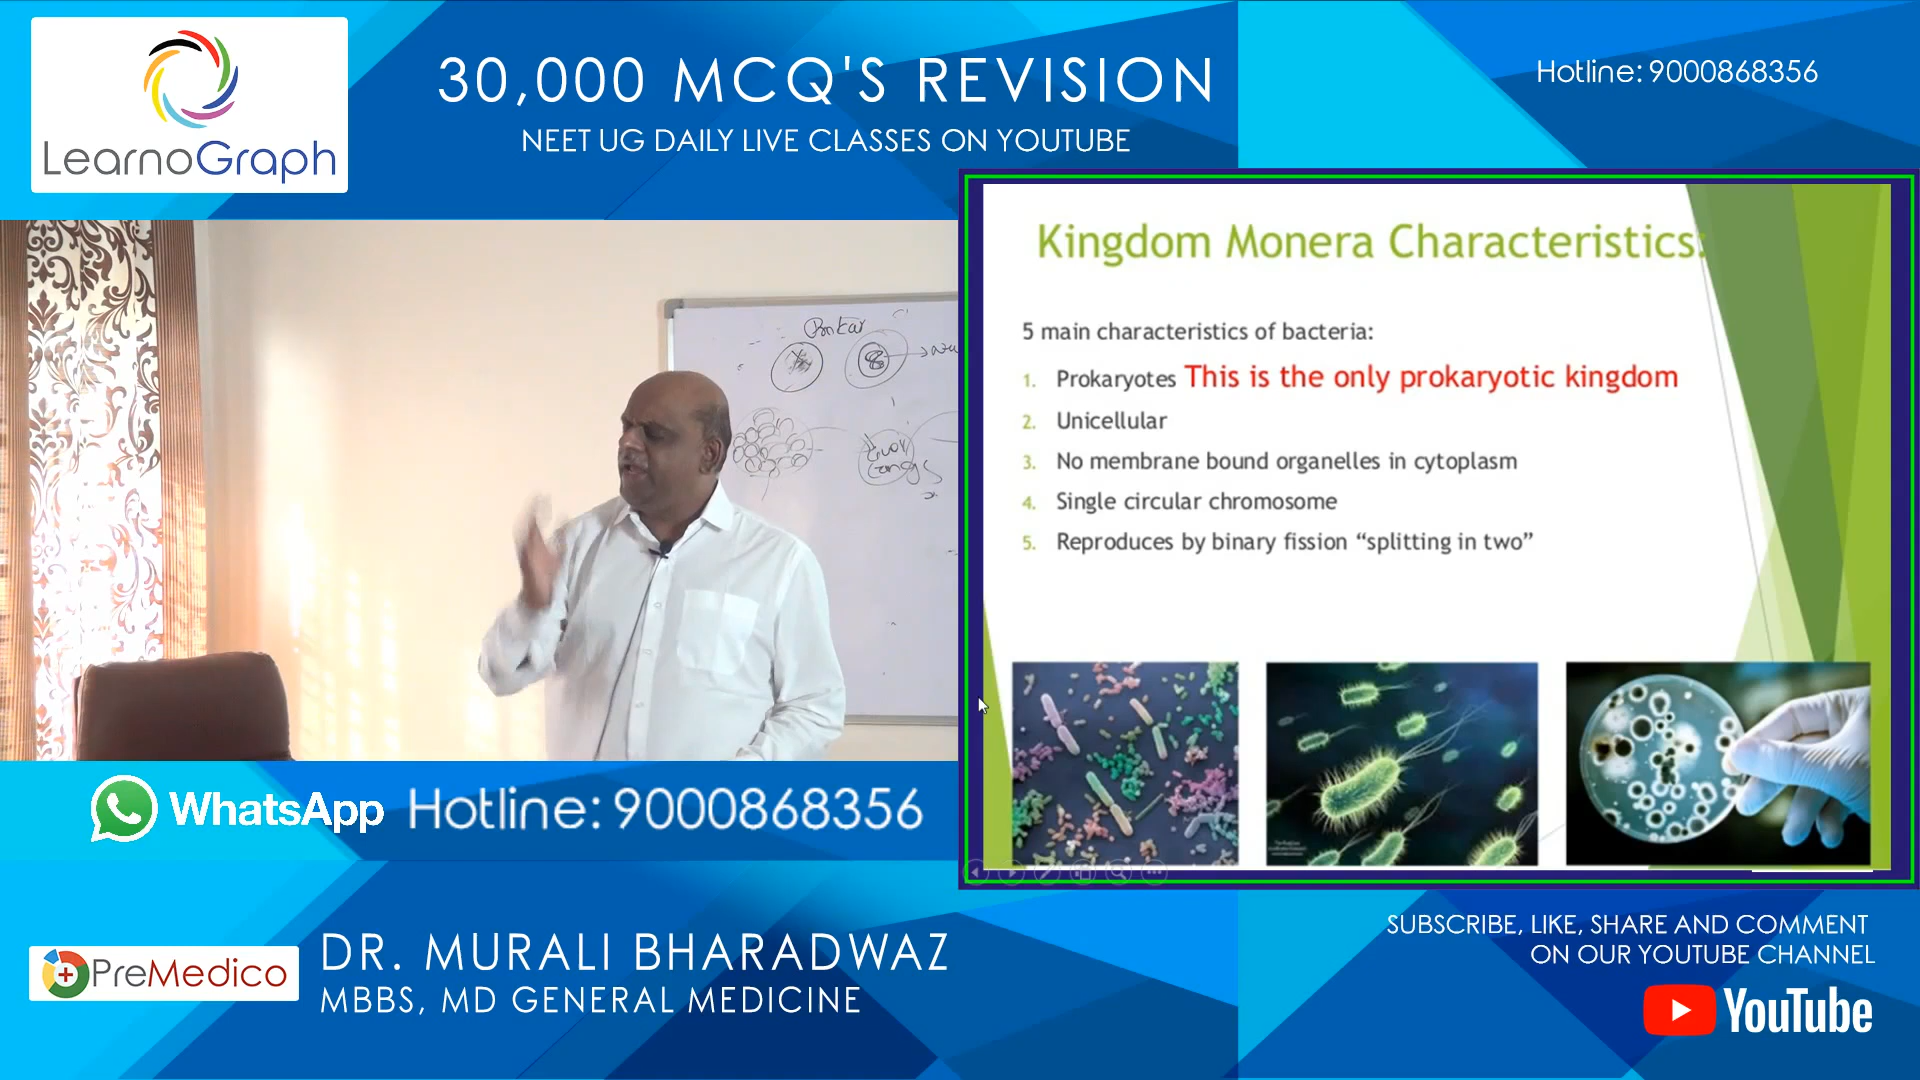 LearnoGraph
30,000 MCQ'S REVISION
NEET UG DAILY LIVE CLASSES ON YOUTUBE
Hotline: 9000868356
Kingdom Monera Characteristics:
5 main characteristics of bacteria:
1. Prokaryotes This is the only prokaryotic kingdom
2. Unicellular
3. No membrane bound organelles in cytoplasm
4. Single circular chromosome
5. Reproduces by binary fission “splitting in two”
WhatsApp Hotline: 9000868356
PreMedico
DR. MURALI BHARADWAZ
MBBS, MD GENERAL MEDICINE
SUBSCRIBE, LIKE, SHARE AND COMMENT
ON OUR YOUTUBE CHANNEL
YouTube